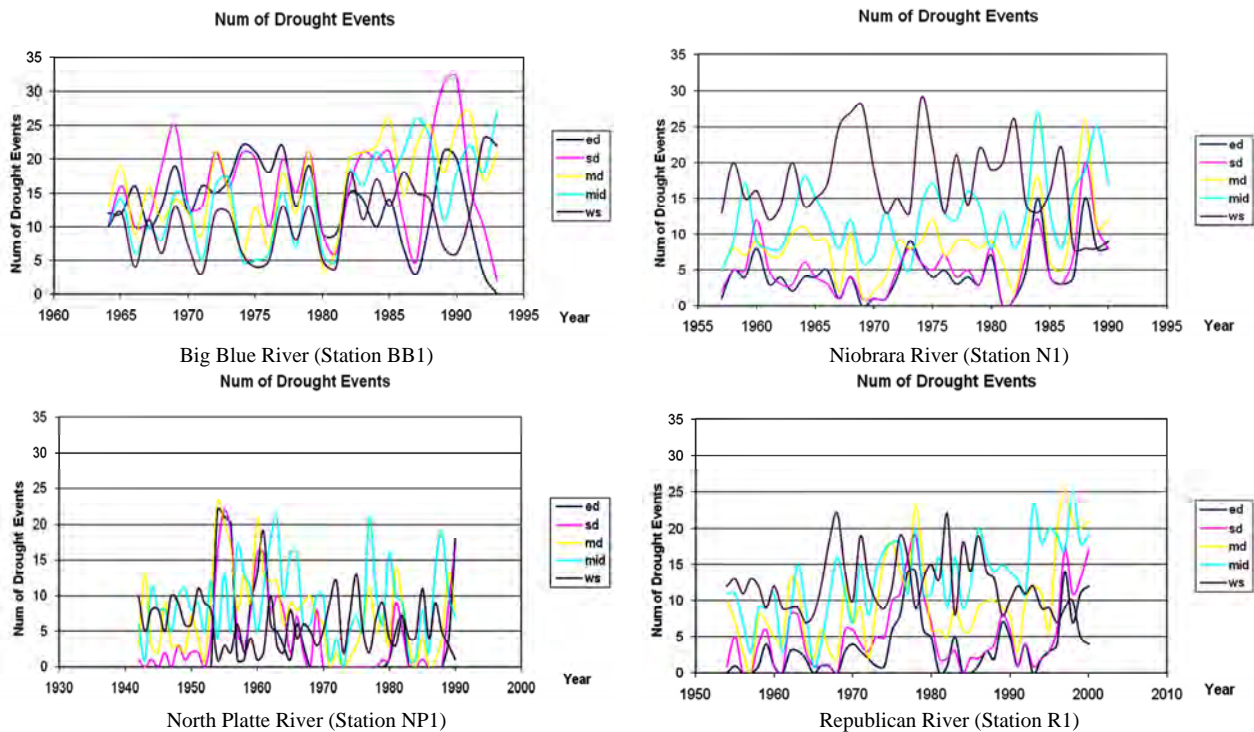 Num of Drought Events
Num of Drought Events
35
30
25
20
15
10
5
0
Num of Drought Events
1960 1965 1970 1975 1980 1985 1990 1995 Year
ed
sd
md
mid
ws
Big Blue River (Station BB1)
35
30
25
20
15
10
5
0
Num of Drought Events
1955 1960 1965 1970 1975 1980 1985 1990 1995 Year
ed
sd
md
mid
ws
Niobrara River (Station N1)
Num of Drought Events
Num of Drought Events
35
30
25
20
15
10
5
0
Num of Drought Events
1930 1940 1950 1960 1970 1980 1990 2000 Year
ed
sd
md
mid
ws
North Platte River (Station NP1)
35
30
25
20
15
10
5
0
Num of Drought Events
1950 1960 1970 1980 1990 2000 2010 Year
ed
sd
md
mid
ws
Republican River (Station R1)